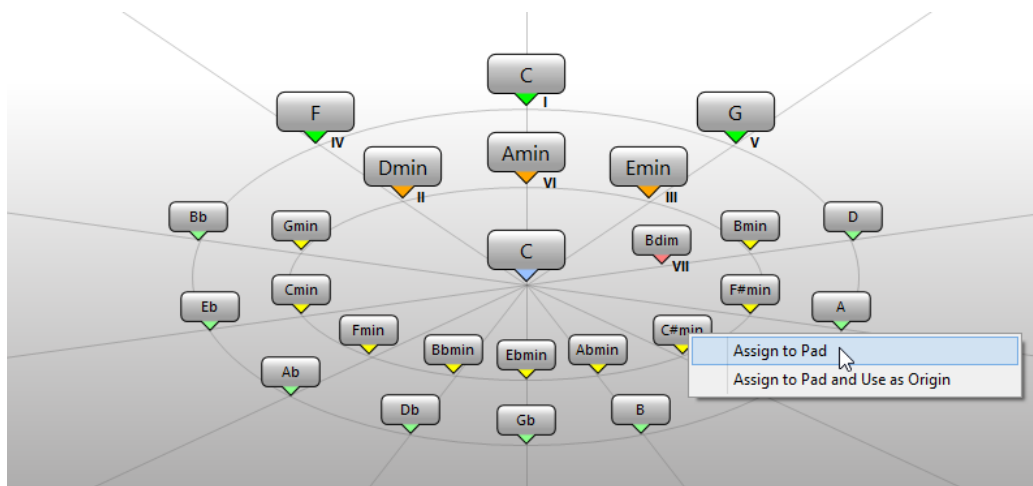 C
I
F
IV
G
V
Amin
VI
Dmin
II
Emin
III
Bb
Gmin
Bmin
D
Bdim
VII
C
Cmin
F#min
Eb
A
Fmin
C#min
Bbmin
Ebmin
Abmin
Assign to Pad
Ab
Assign to Pad and Use as Origin
Db
Gb
B